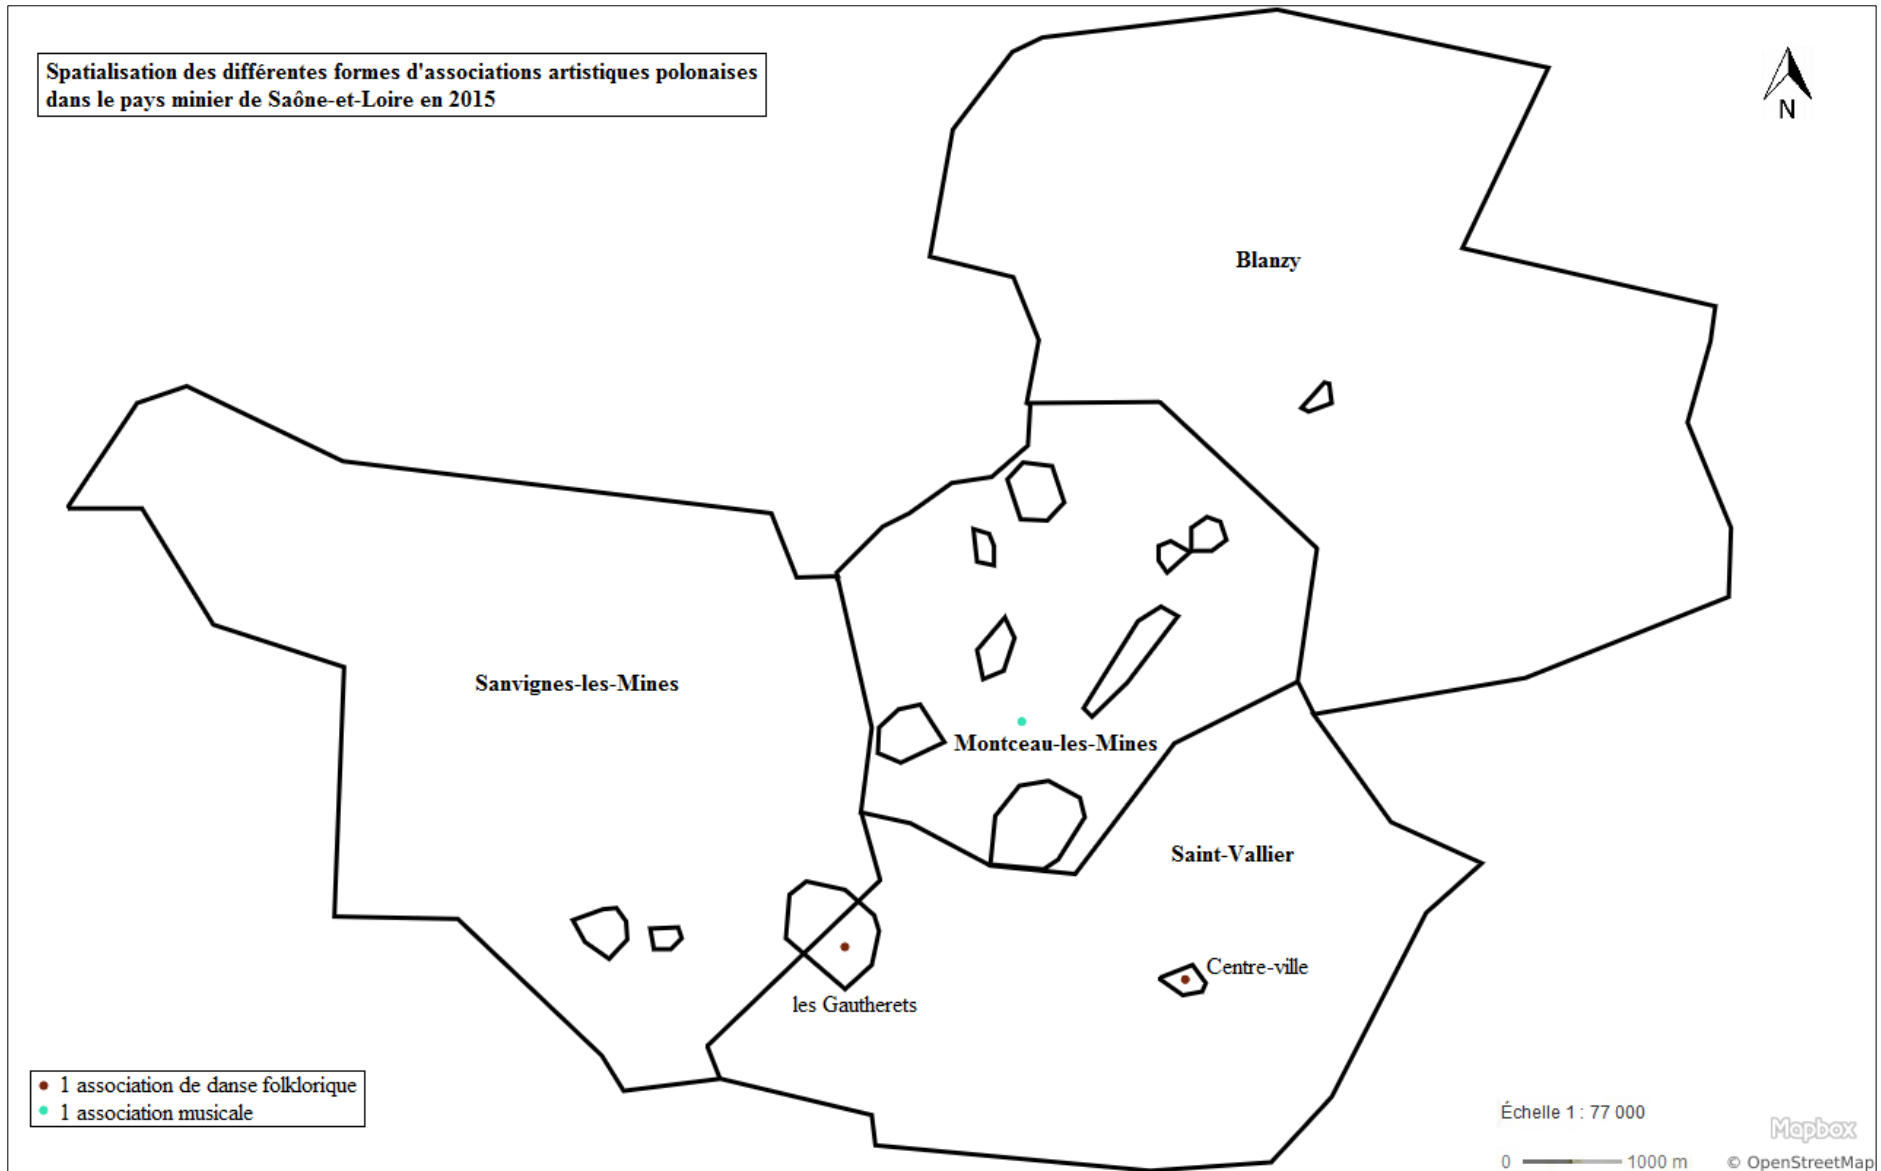 Spatialisation des différentes formes d'associations artistiques polonaises
dans le pays minier de Saône-et-Loire en 2015
N
Blanzy
Sanvignes-les-Mines
Montceau-les-Mines
Saint-Vallier
Centre-ville
les Gautherets
1 association de danse folklorique
1 association musicale
Échelle 1 : 77 000
Mapbox
0 1000 m
© OpenStreetMap